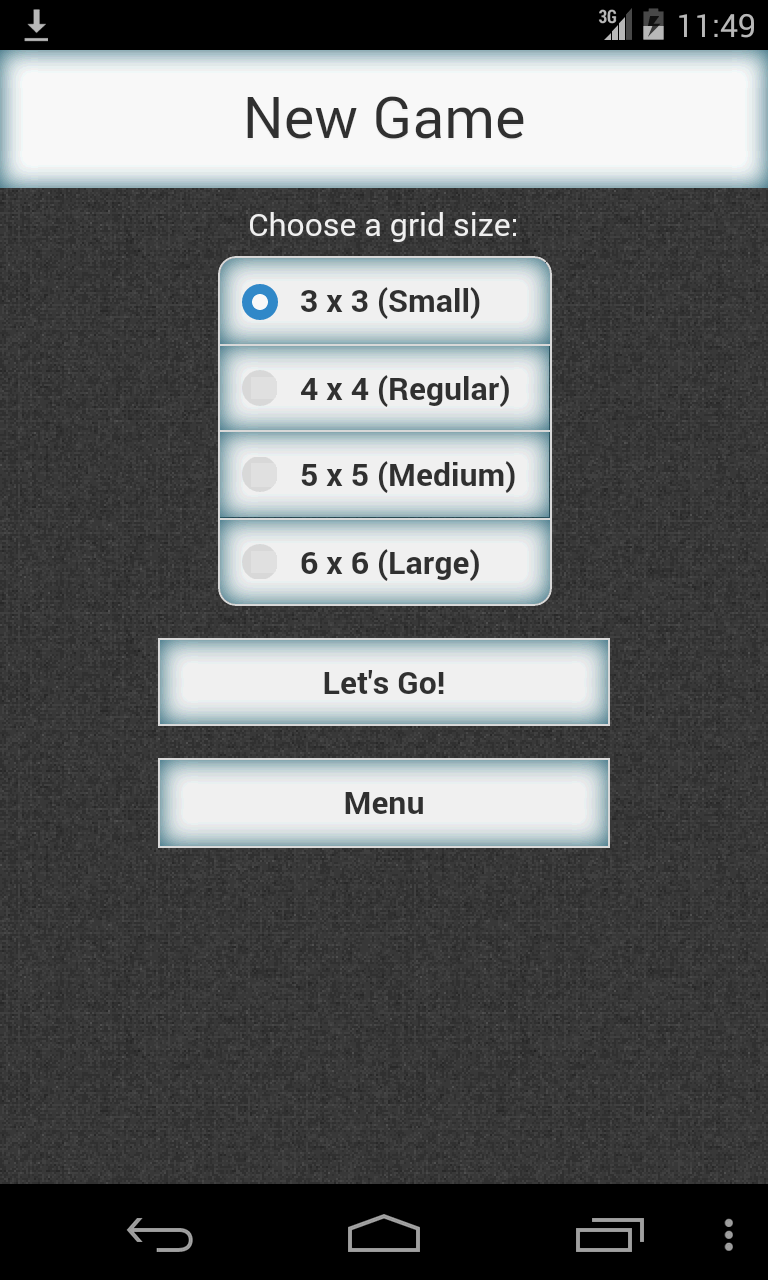 3G 11:49
New Game
Choose a grid size:
3 x 3 (Small)
4 x 4 (Regular)
5 x 5 (Medium)
6 x 6 (Large)
Let's Go!
Menu